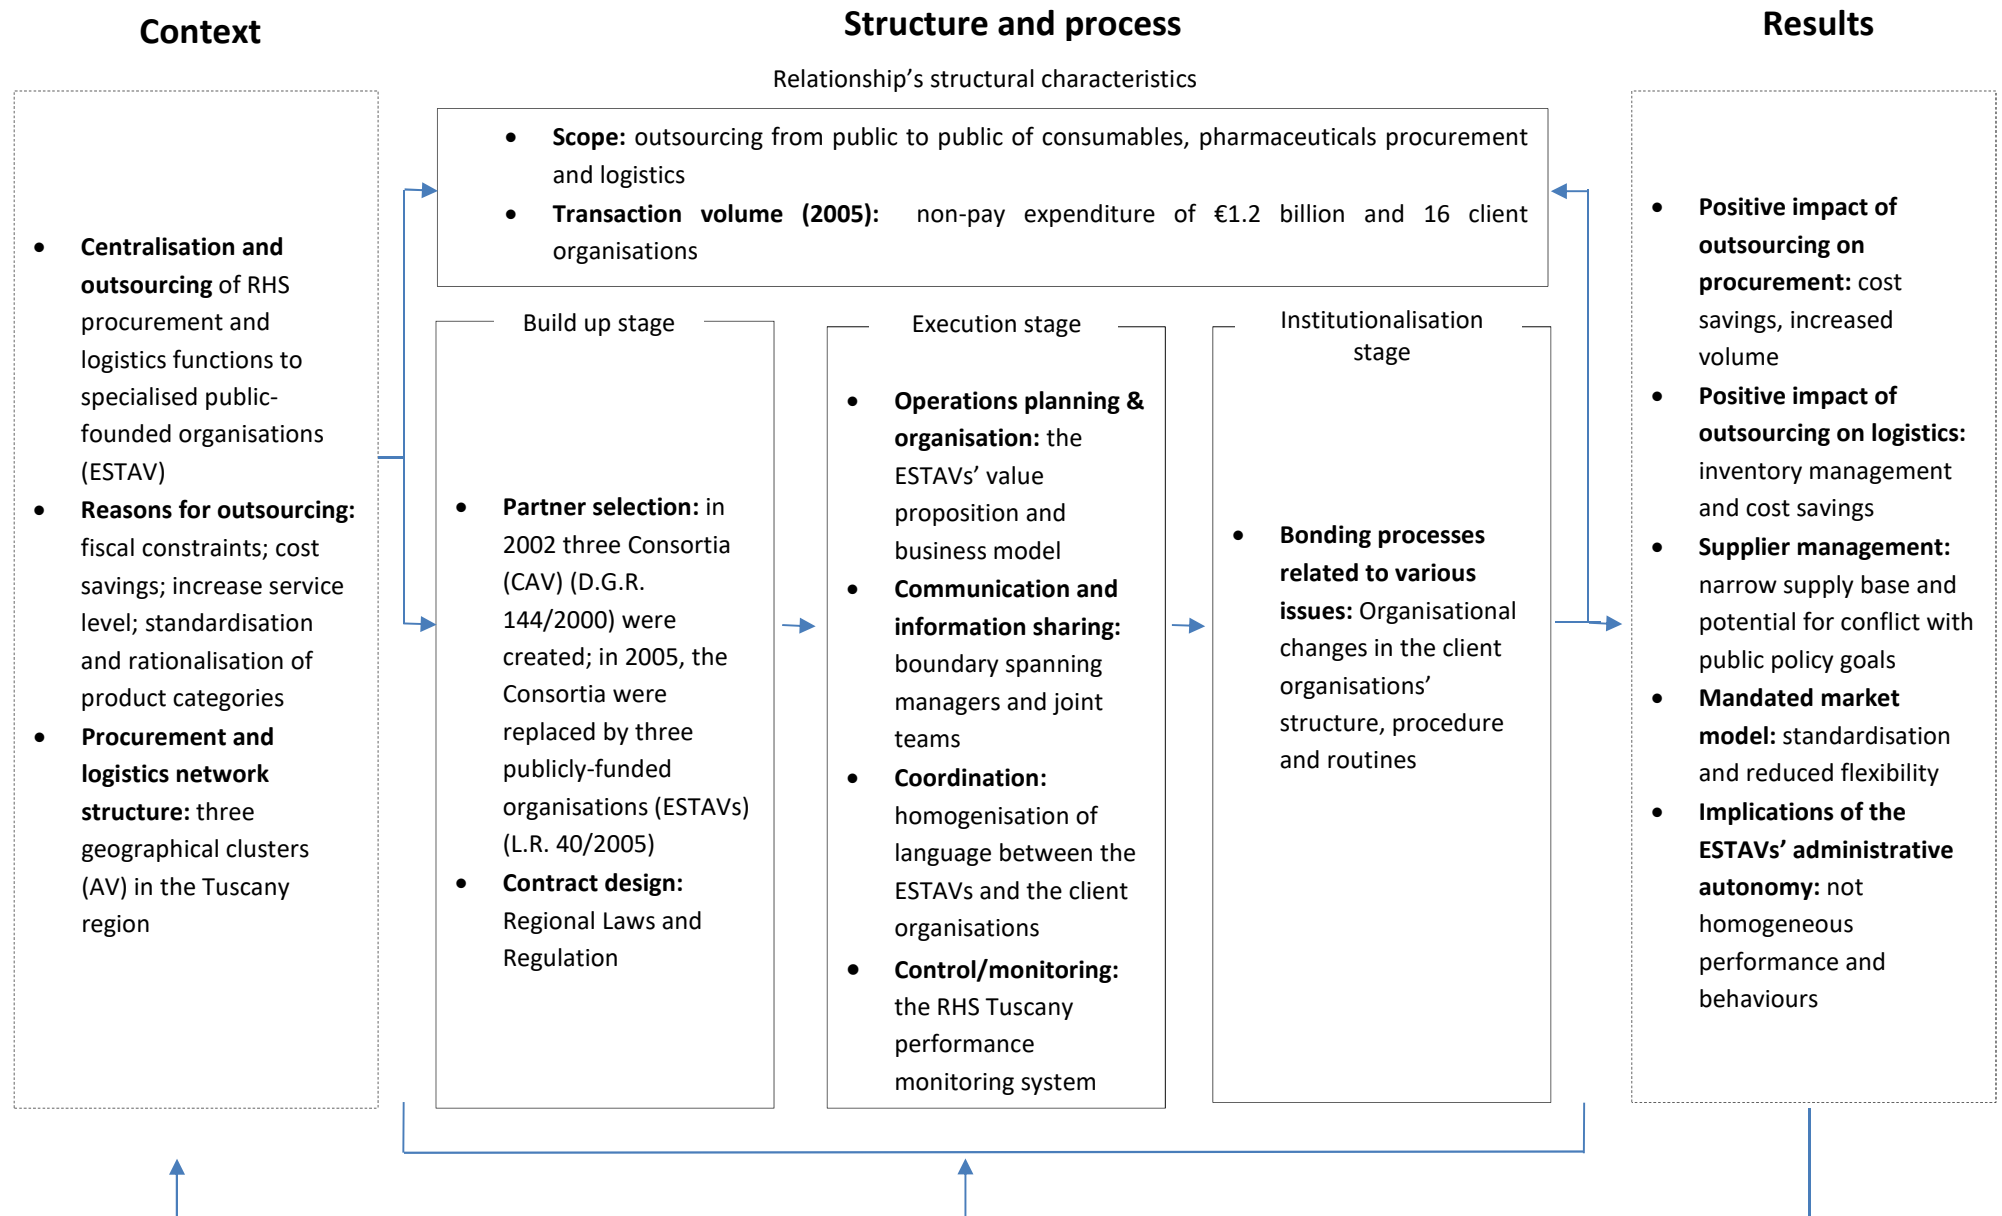 Context
Structure and process
Results
Relationship’s structural characteristics
• Centralisation and
outsourcing of RHS
procurement and
logistics functions to
specialised public-
founded organisations
(ESTAV)
• Reasons for outsourcing:
fiscal constraints; cost
savings; increase service
level; standardisation
and rationalisation of
product categories
• Procurement and
logistics network
structure: three
geographical clusters
(AV) in the Tuscany
region
• Scope: outsourcing from public to public of consumables, pharmaceuticals procurement
and logistics
• Transaction volume (2005): non-pay expenditure of €1.2 billion and 16 client
organisations
Build up stage
• Partner selection: in
2002 three Consortia
(CAV) (D.G.R.
144/2000) were
created; in 2005, the
Consortia were
replaced by three
publicly-funded
organisations (ESTAVs)
(L.R. 40/2005)
• Contract design:
Regional Laws and
Regulation
Execution stage
• Operations planning &
organisation: the
ESTAVs’ value
proposition and
business model
• Communication and
information sharing:
boundary spanning
managers and joint
teams
• Coordination:
homogenisation of
language between the
ESTAVs and the client
organisations
• Control/monitoring:
the RHS Tuscany
performance
monitoring system
Institutionalisation
stage
• Bonding processes
related to various
issues: Organisational
changes in the client
organisations’
structure, procedure
and routines
• Positive impact of
outsourcing on
procurement: cost
savings, increased
volume
• Positive impact of
outsourcing on logistics:
inventory management
and cost savings
• Supplier management:
narrow supply base and
potential for conflict with
public policy goals
• Mandated market
model: standardisation
and reduced flexibility
• Implications of the
ESTAVs’ administrative
autonomy: not
homogeneous
performance and
behaviours